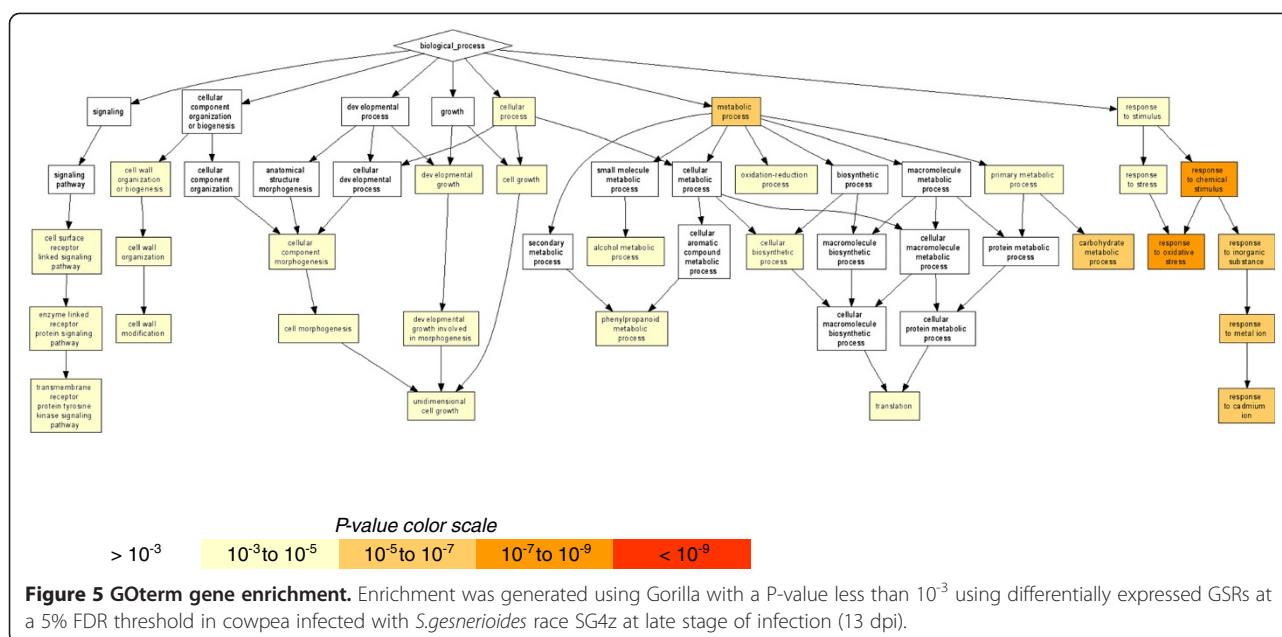 biological_process
signaling
cellular
component
organization
or biogenesis
developmental
process
growth
cellular
process
metabolic
process
response
to stimulus
signaling
pathway
cell wall
organization
or biogenesis
cellular
component
organization
anatomical
structure
morphogenesis
cellular
developmental
process
developmental
growth
cell growth
small molecule
metabolic
process
cellular
metabolic
process
oxidation-reduction
process
biosynthetic
process
macromolecule
metabolic
process
primary metabolic
process
response
to stress
response
to chemical
stimulus
cell surface
receptor
linked signaling
pathway
cell wall
organization
cellular
component
morphogenesis
secondary
metabolic
process
alcohol metabolic
process
cellular
aromatic
compound
metabolic
process
cellular
biosynthetic
process
macromolecule
biosynthetic
process
cellular
macromolecule
metabolic
process
protein metabolic
process
carbohydrate
metabolic
process
response
to oxidative
stress
response
to inorganic
substance
enzyme linked
receptor
protein signaling
pathway
cell wall
modification
cell morphogenesis
developmental
growth involved
in morphogenesis
phenylpropanoid
metabolic
process
cellular
macromolecule
biosynthetic
process
cellular
protein metabolic
process
response
to metal ion
transmembrane
receptor
protein tyrosine
kinase signaling
pathway
unidimensional
cell growth
translation
response
to cadmium
ion
P-value color scale
> 10⁻³ 10⁻³ to 10⁻⁵ 10⁻⁵ to 10⁻⁷ 10⁻⁷ to 10⁻⁹ < 10⁻⁹
Figure 5 GOterm gene enrichment. Enrichment was generated using Gorilla with a P-value less than 10⁻³ using differentially expressed GSRs at
a 5% FDR threshold in cowpea infected with S.gesnerioides race SG4z at late stage of infection (13 dpi).